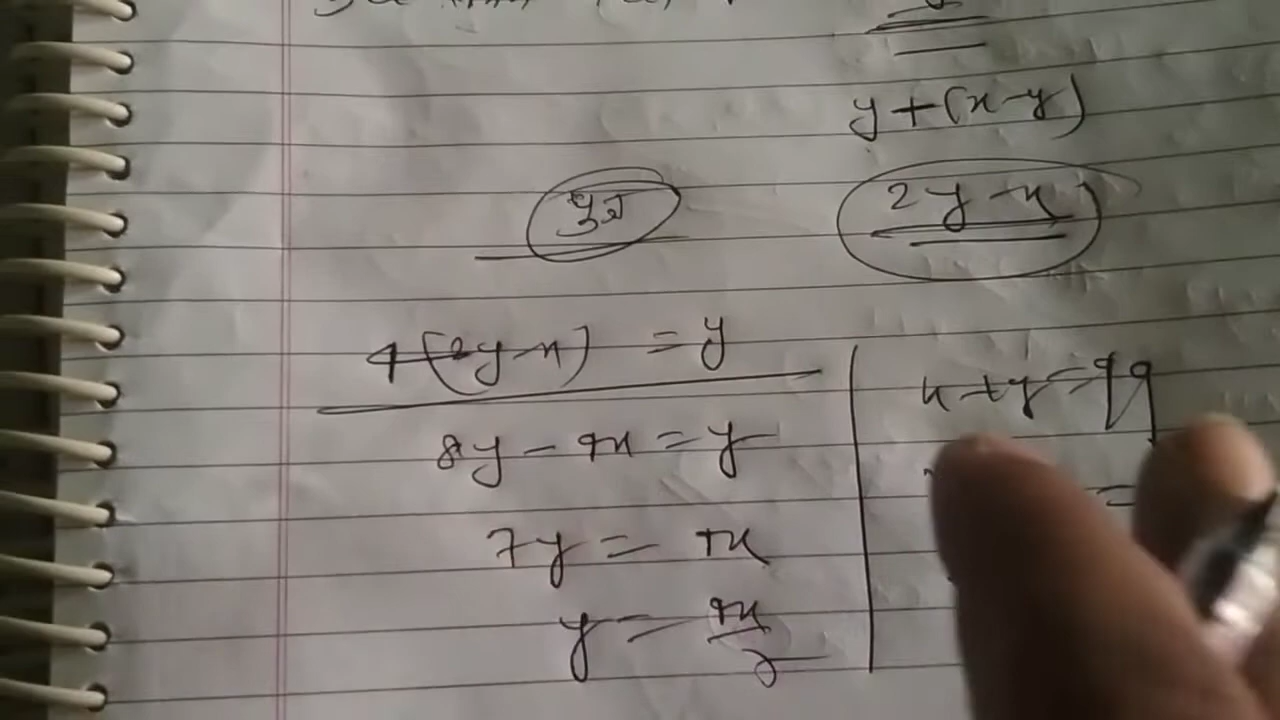 y+(x-y)
पुत्र
2y-x
4(2y-x) = y
8y - 4x = y
7y = 4x
y = 4x/7
x+y=99
=